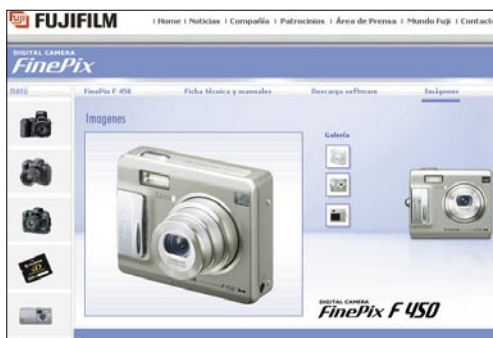 FUJIFILM
Home | Noticias | Compañía | Patrocinios | Área de Prensa | Mundo Fuji | Contacto
DIGITAL CAMERA
FinePix
menú
FinePix F-450
Ficha técnica y manuales
Descarga software
Imágenes
Imagenes
Galería
DIGITAL CAMERA
FinePix F450